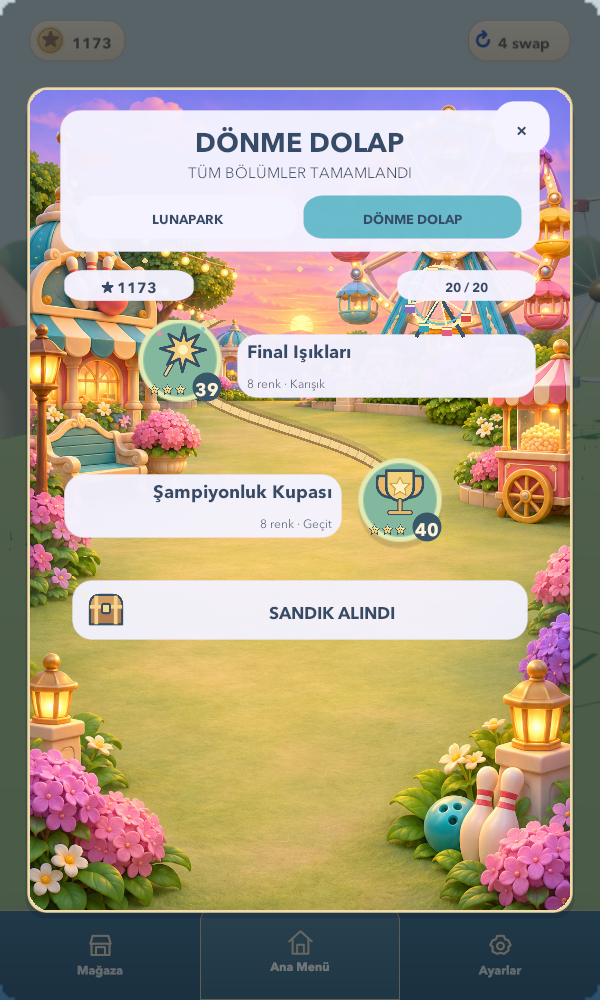 1173
4 swap
DÖNME DOLAP
×
TÜM BÖLÜMLER TAMAMLANDI
LUNAPARK
DÖNME DOLAP
1173
20 / 20
Final Işıkları
8 renk · Karışık
39
Şampiyonluk Kupası
8 renk · Geçit
40
SANDIK ALINDI
Mağaza
Ana Menü
Ayarlar